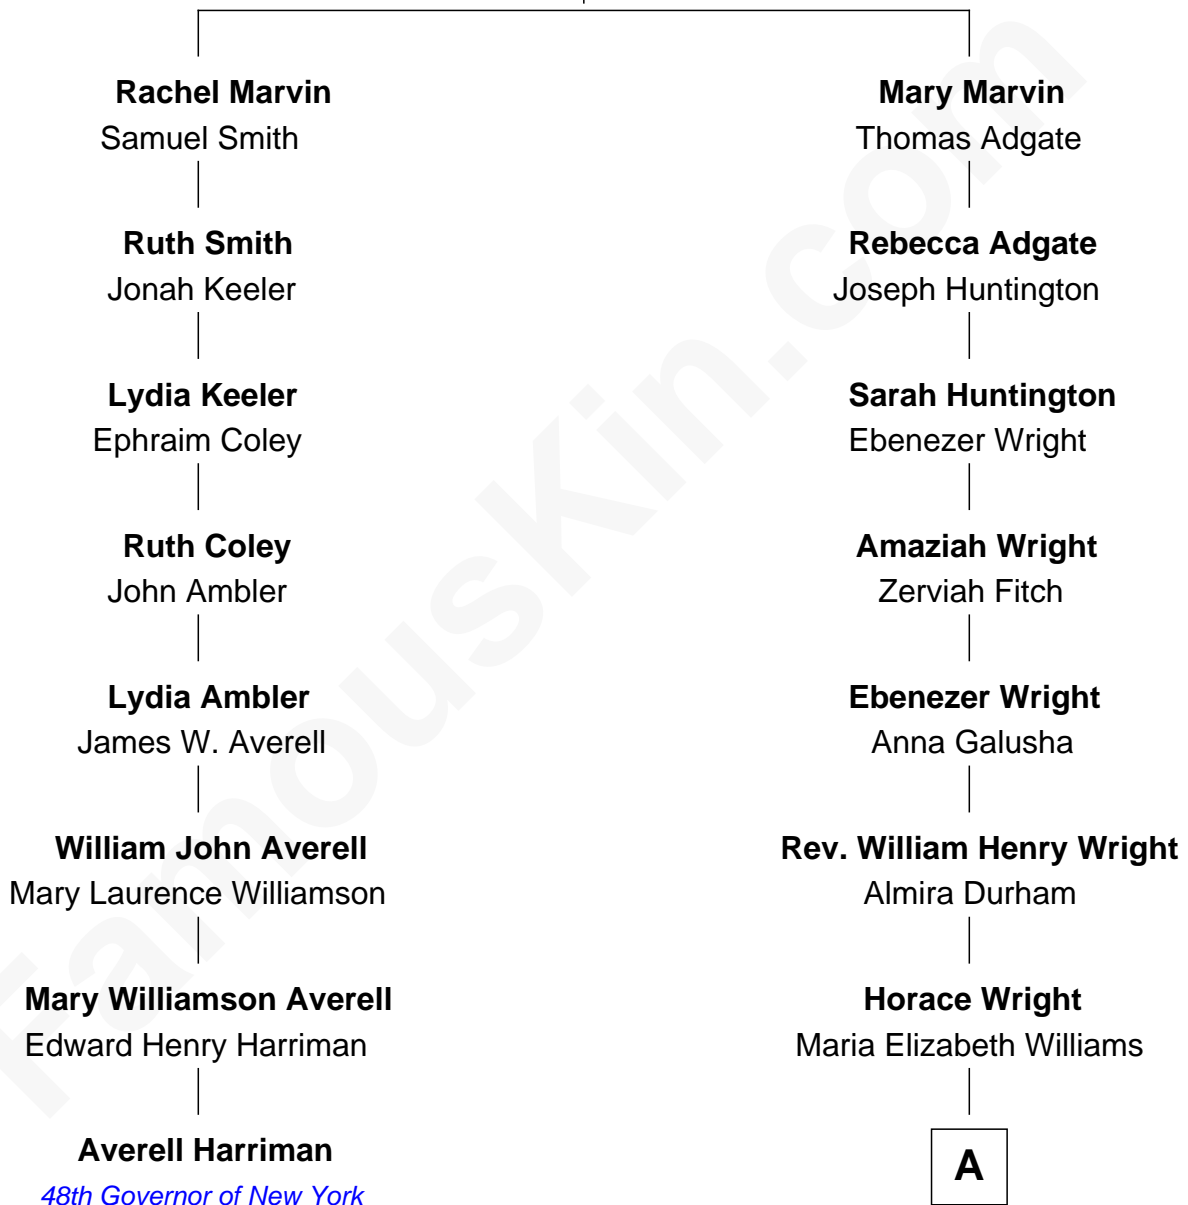 Rachel Marvin
Samuel Smith
Ruth Smith
Jonah Keeler
Lydia Keeler
Ephraim Coley
Ruth Coley
John Ambler
Lydia Ambler
James W. Averell
William John Averell
Mary Laurence Williamson
Mary Williamson Averell
Edward Henry Harriman
Averell Harriman
48th Governor of New York
Mary Marvin
Thomas Adgate
Rebecca Adgate
Joseph Huntington
Sarah Huntington
Ebenezer Wright
Amaziah Wright
Zerviah Fitch
Ebenezer Wright
Anna Galusha
Rev. William Henry Wright
Almira Durham
Horace Wright
Maria Elizabeth Williams
A
FamousKin.com